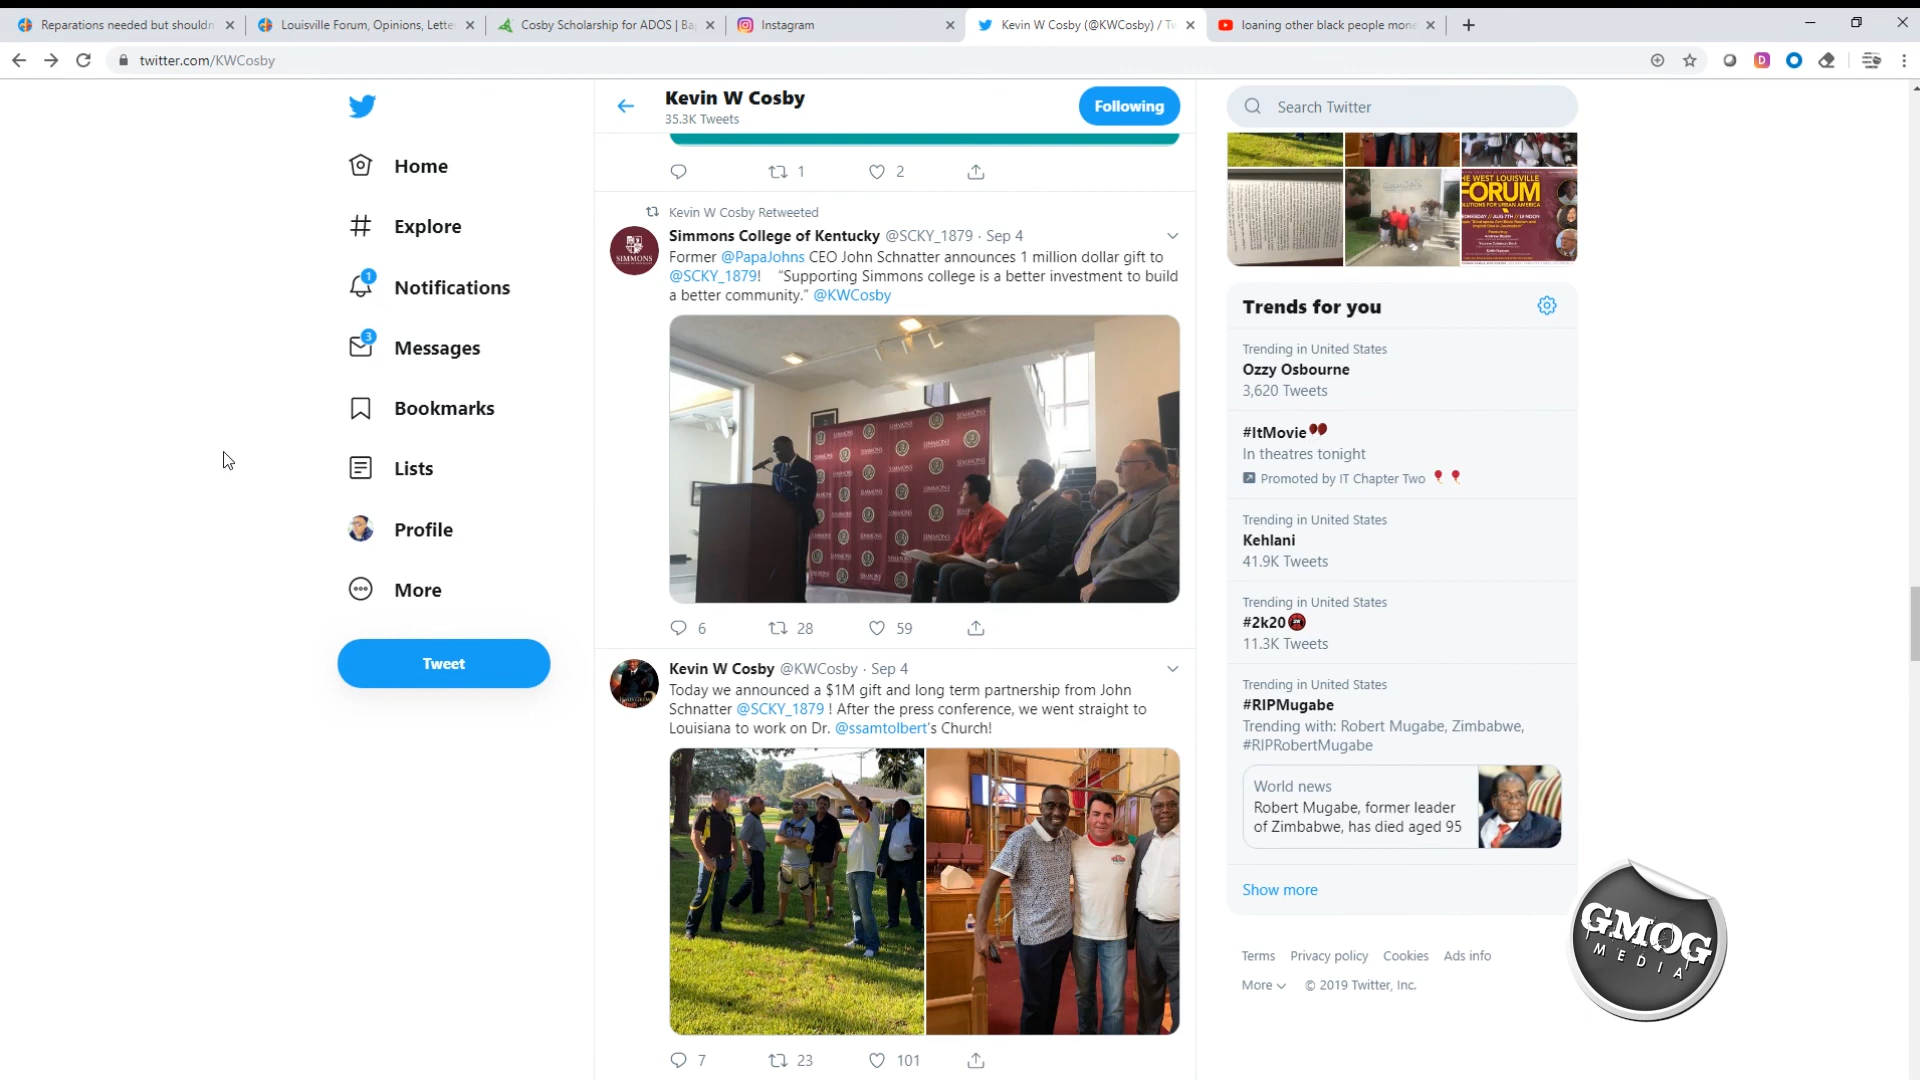 Reparations needed but shouldn
Louisville Forum, Opinions, Lette
Cosby Scholarship for ADOS | Ba
Instagram
Kevin W Cosby (@KWCosby) / Tw
loaning other black people mone
twitter.com/KWCosby
Kevin W Cosby
35.3K Tweets
Following
Search Twitter
Home
Explore
1
Notifications
3
Messages
Bookmarks
Lists
Profile
More
Tweet
1
2
Kevin W Cosby Retweeted
Simmons College of Kentucky @SCKY_1879 · Sep 4
Former @PapaJohns CEO John Schnatter announces 1 million dollar gift to
@SCKY_1879! “Supporting Simmons college is a better investment to build
a better community.” @KWCosby
SIMMONS
6
28
59
Kevin W Cosby @KWCosby · Sep 4
Today we announced a $1M gift and long term partnership from John
Schnatter @SCKY_1879 ! After the press conference, we went straight to
Louisiana to work on Dr. @ssamtolbert's Church!
7
23
101
HE WEST LOUISVILLE
FORUM
Trends for you
Trending in United States
Ozzy Osbourne
3,620 Tweets
#ItMovie
In theatres tonight
Promoted by IT Chapter Two
Trending in United States
Kehlani
41.9K Tweets
Trending in United States
#2k20
11.3K Tweets
Trending in United States
#RIPMugabe
Trending with: Robert Mugabe, Zimbabwe,
#RIPRobertMugabe
World news
Robert Mugabe, former leader
of Zimbabwe, has died aged 95
Show more
Terms Privacy policy Cookies Ads info
More © 2019 Twitter, Inc.
GMOG
MEDIA